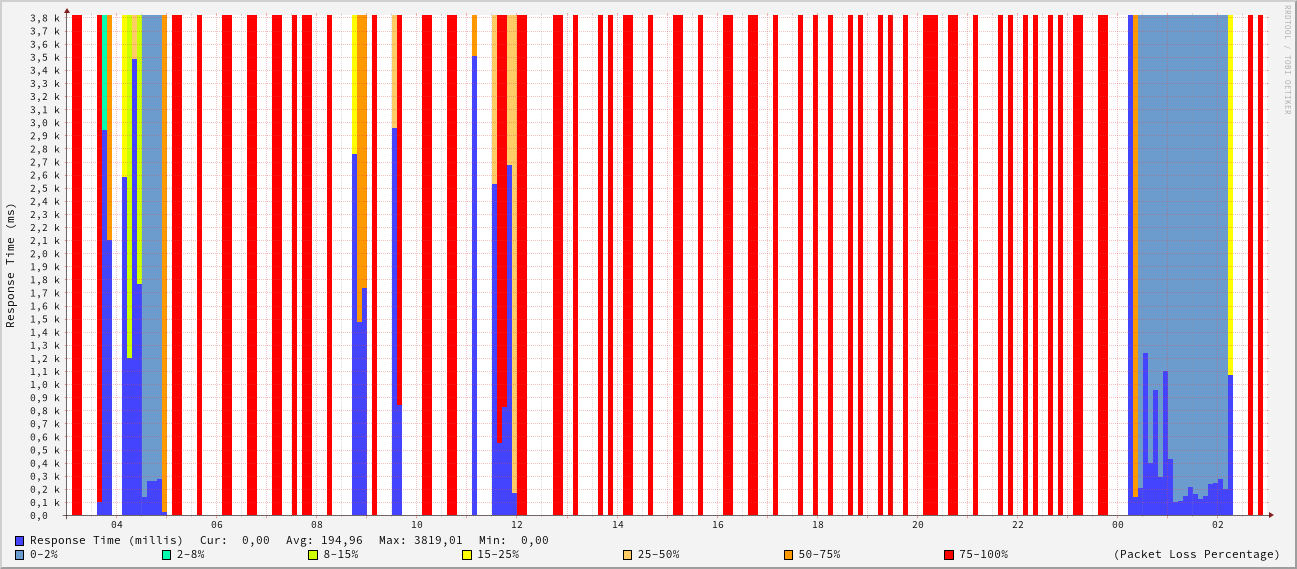 RRDTOOL / TOBI OETIKER
Response Time (ms)
3,8 k
3,7 k
3,6 k
3,5 k
3,4 k
3,3 k
3,2 k
3,1 k
3,0 k
2,9 k
2,8 k
2,7 k
2,6 k
2,5 k
2,4 k
2,3 k
2,2 k
2,1 k
2,0 k
1,9 k
1,8 k
1,7 k
1,6 k
1,5 k
1,4 k
1,3 k
1,2 k
1,1 k
1,0 k
0,9 k
0,8 k
0,7 k
0,6 k
0,5 k
0,4 k
0,3 k
0,2 k
0,1 k
0,0
04 06 08 10 12 14 16 18 20 22 00 02
Response Time (millis) Cur: 0,00 Avg: 194,96 Max: 3819,01 Min: 0,00
0-2% 2-8% 8-15% 15-25% 25-50% 50-75% 75-100% (Packet Loss Percentage)